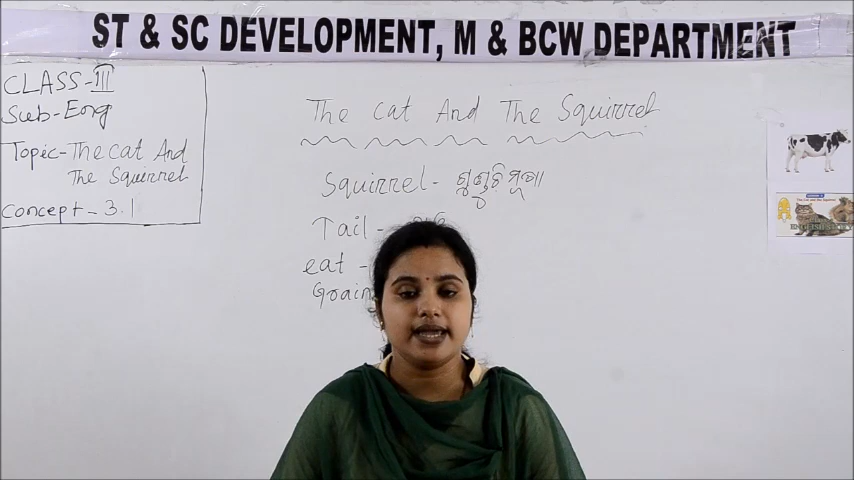 ST & SC DEVELOPMENT, M & BCW DEPARTMENT
CLASS-III
Sub-Eng
Topic-The cat And
The Squirrel
Concept-3.1
The cat And The Squirrel
Squirrel- ଗୁଣ୍ଡୁଚିମୂଷା
Tail-
eat-
Grain